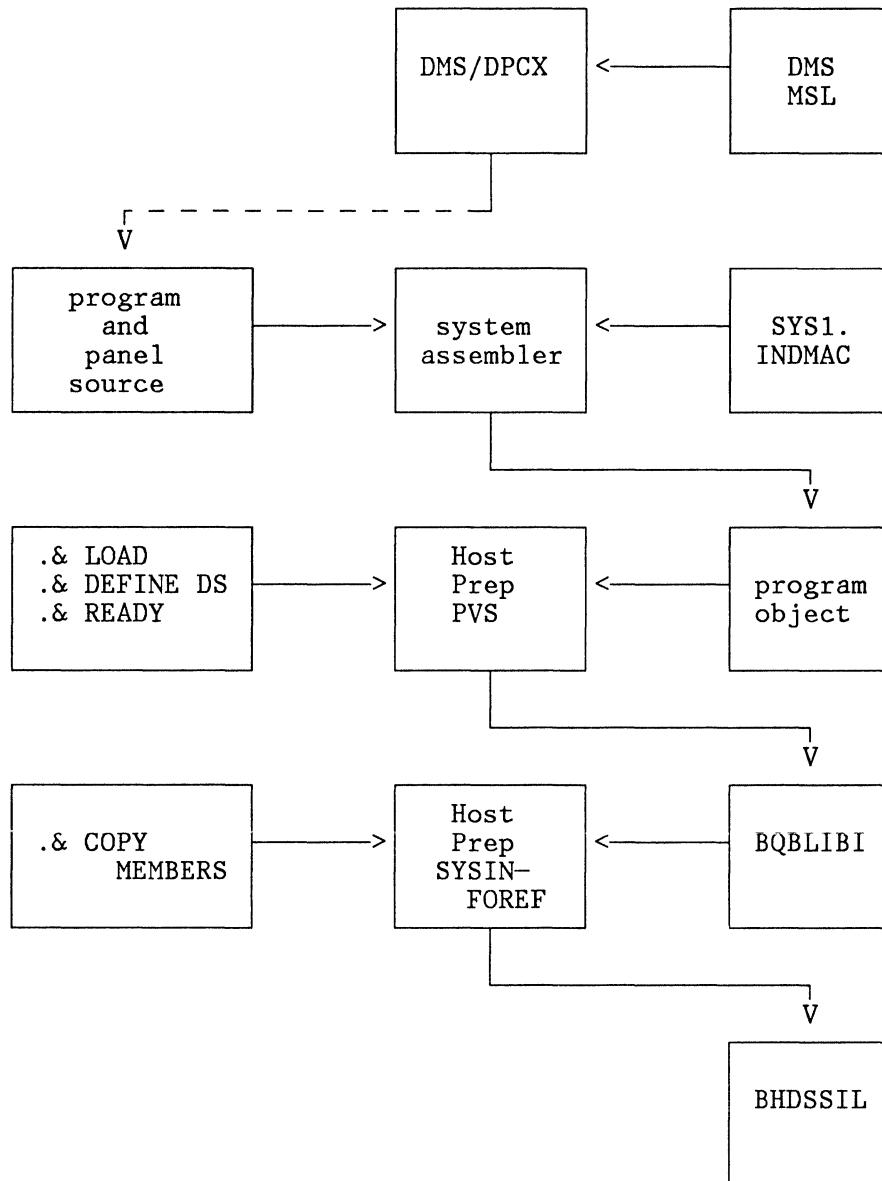 DMS/DPCX
DMS
MSL
program
and
panel
source
system
assembler
SYS1.
INDMAC
.& LOAD
.& DEFINE DS
.& READY
Host
Prep
PVS
program
object
.& COPY
MEMBERS
Host
Prep
SYSIN—
FOREF
BQBLIBI
BHDSSIL